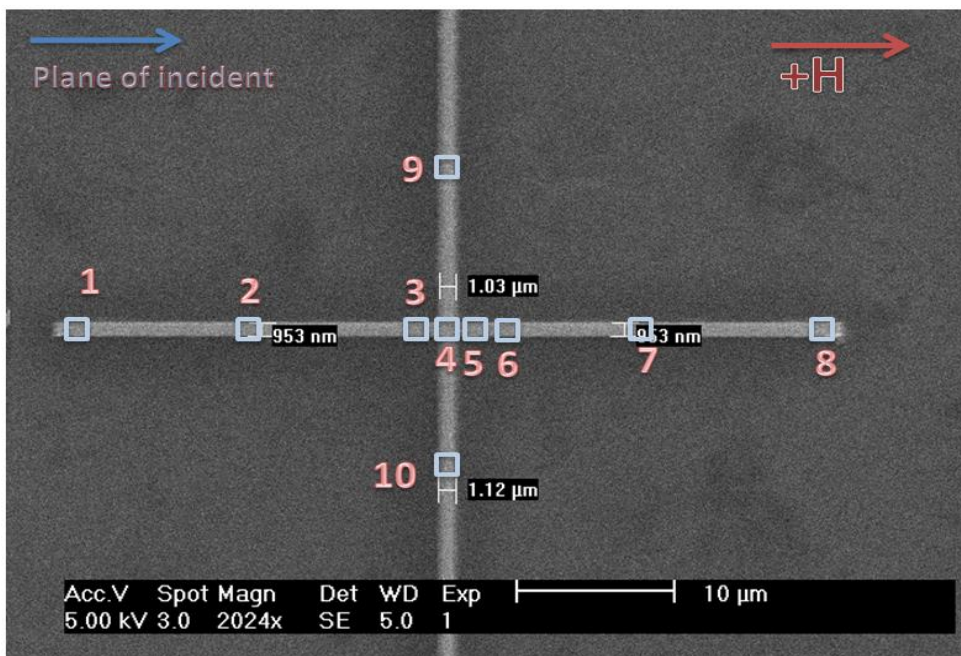 Plane of incident
+H
9
1
2
3
1.03 µm
953 nm
953 nm
4
5
6
7
8
10
1.12 µm
Acc.V Spot Magn Det WD Exp 10 µm
5.00 kV 3.0 2024x SE 5.0 1